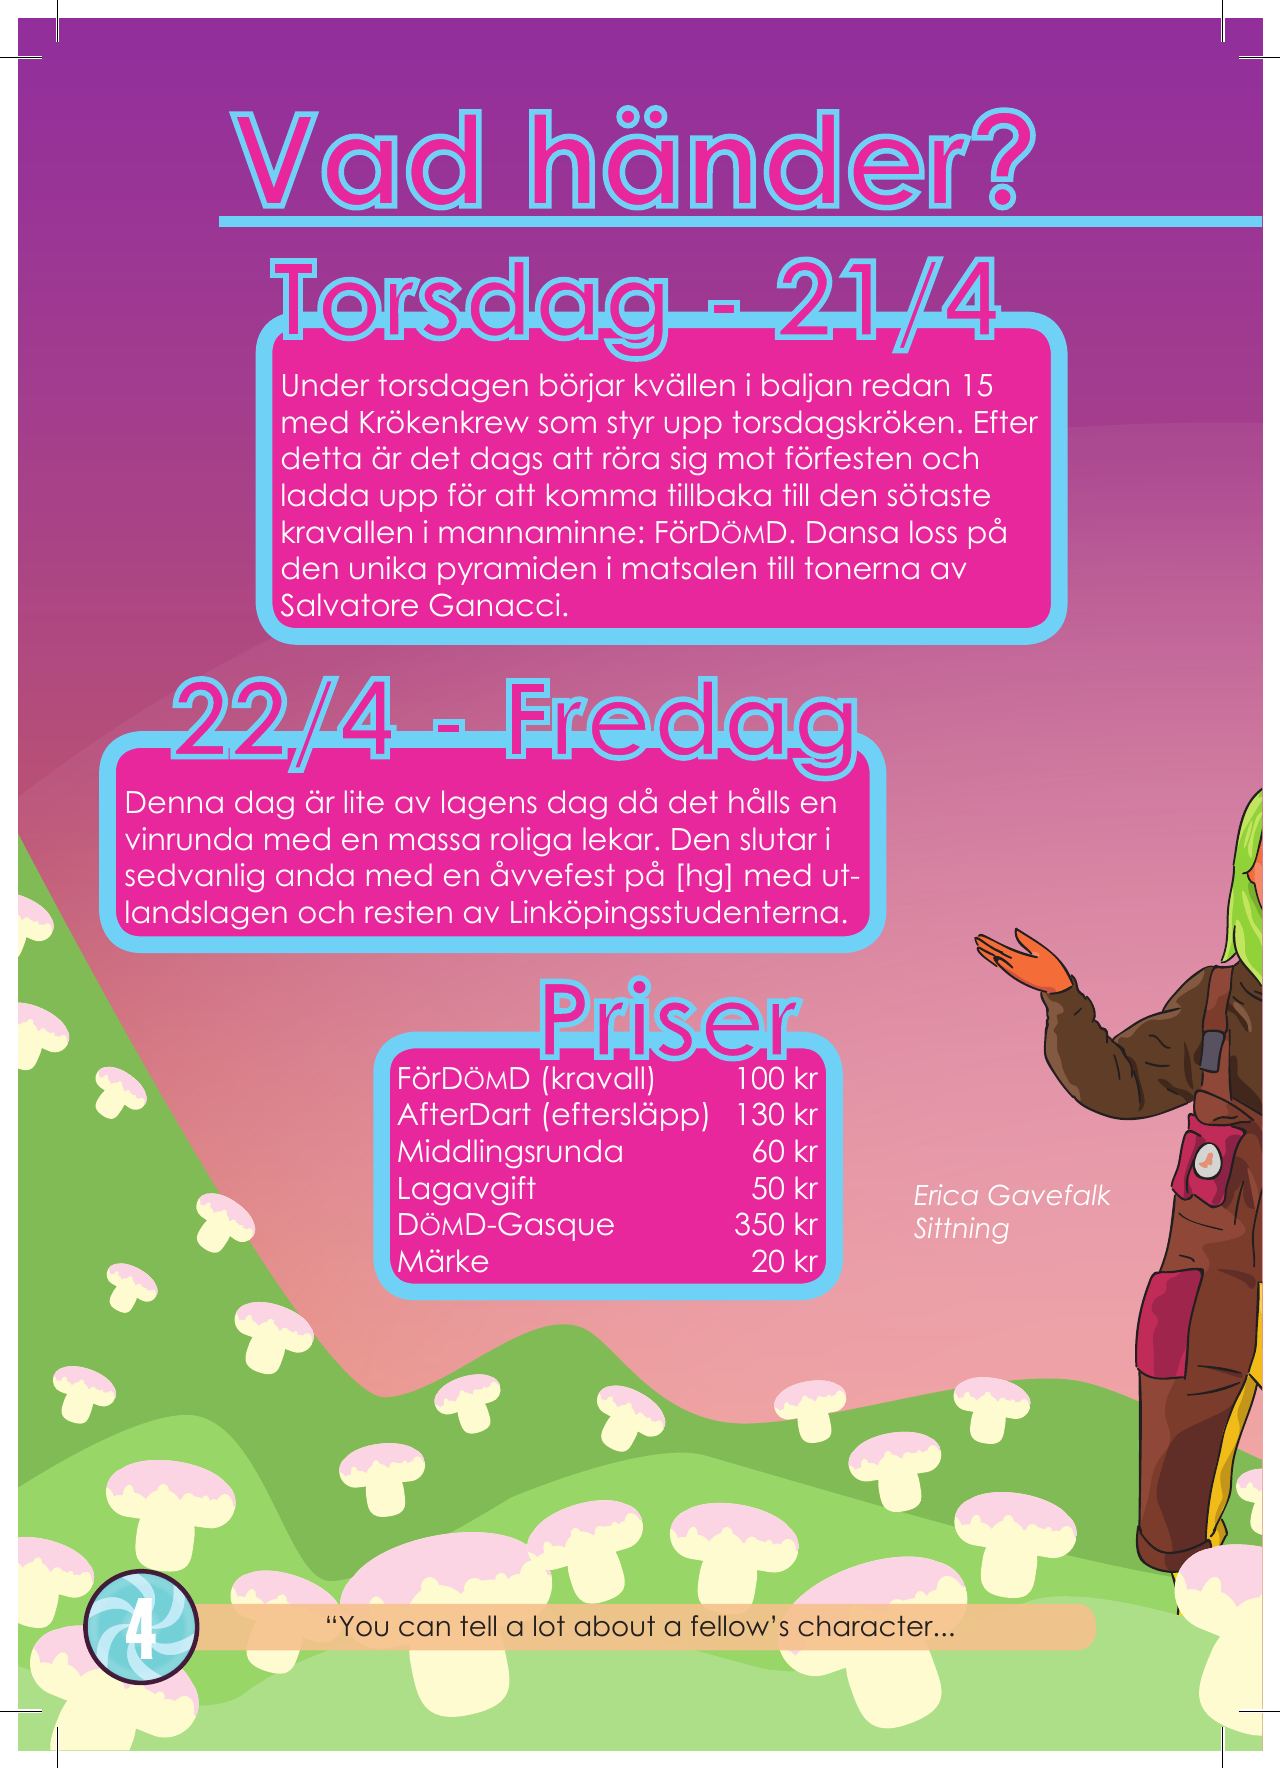 Vad händer?
Torsdag - 21/4
Under torsdagen börjar kvällen i baljan redan 15
med Krökenkrew som styr upp torsdagskröken. Efter
detta är det dags att röra sig mot förfesten och
ladda upp för att komma tillbaka till den sötaste
kravallen i mannaminne: FörDÖMD. Dansa loss på
den unika pyramiden i matsalen till tonerna av
Salvatore Ganacci.
22/4 - Fredag
Denna dag är lite av lagens dag då det hålls en
vinrunda med en massa roliga lekar. Den slutar i
sedvanlig anda med en åvvefest på [hg] med ut-
landslagen och resten av Linköpingsstudenterna.
Priser
FörDÖMD (kravall) 100 kr
AfterDart (eftersläpp) 130 kr
Middlingsrunda 60 kr
Lagavgift 50 kr
DÖMD-Gasque 350 kr
Märke 20 kr
Erica Gavefalk
Sittning
4
“You can tell a lot about a fellow’s character...